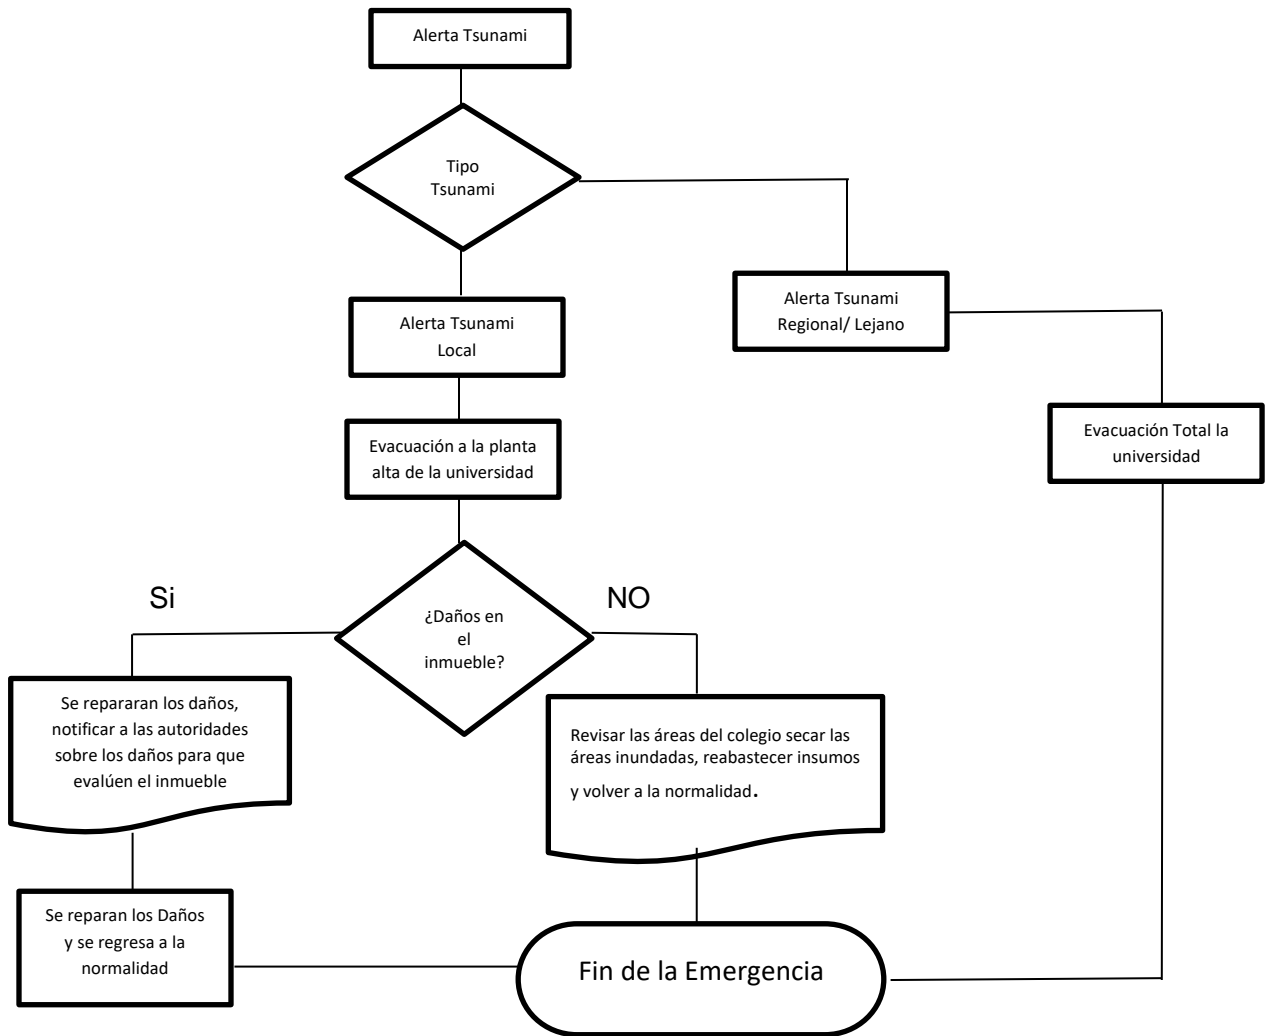 Alerta Tsunami
Tipo
Tsunami
Alerta Tsunami
Regional/ Lejano
Alerta Tsunami
Local
Evacuación Total la
universidad
Evacuación a la planta
alta de la universidad
Si
NO
¿Daños en
el
inmueble?
Se repararan los daños,
notificar a las autoridades
sobre los daños para que
evalúen el inmueble
Revisar las áreas del colegio secar las
áreas inundadas, reabastecer insumos
y volver a la normalidad.
Se reparan los Daños
y se regresa a la
normalidad
Fin de la Emergencia